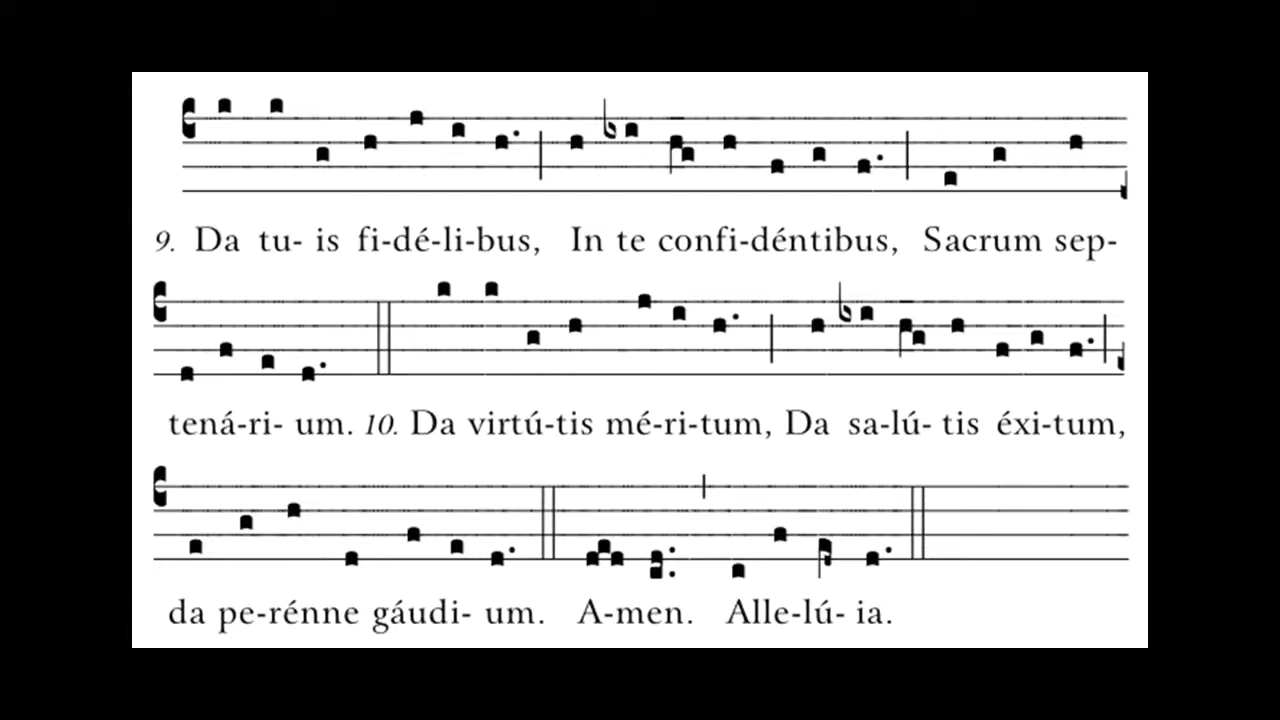 9. Da tu- is fi-dé-li-bus, In te confi-déntibus, Sacrum sep-
tená-ri- um. 10. Da virtú-tis mé-ri-tum, Da sa-lú- tis éxi-tum,
da pe-rénne gáudi- um. A-men. Alle-lú- ia.